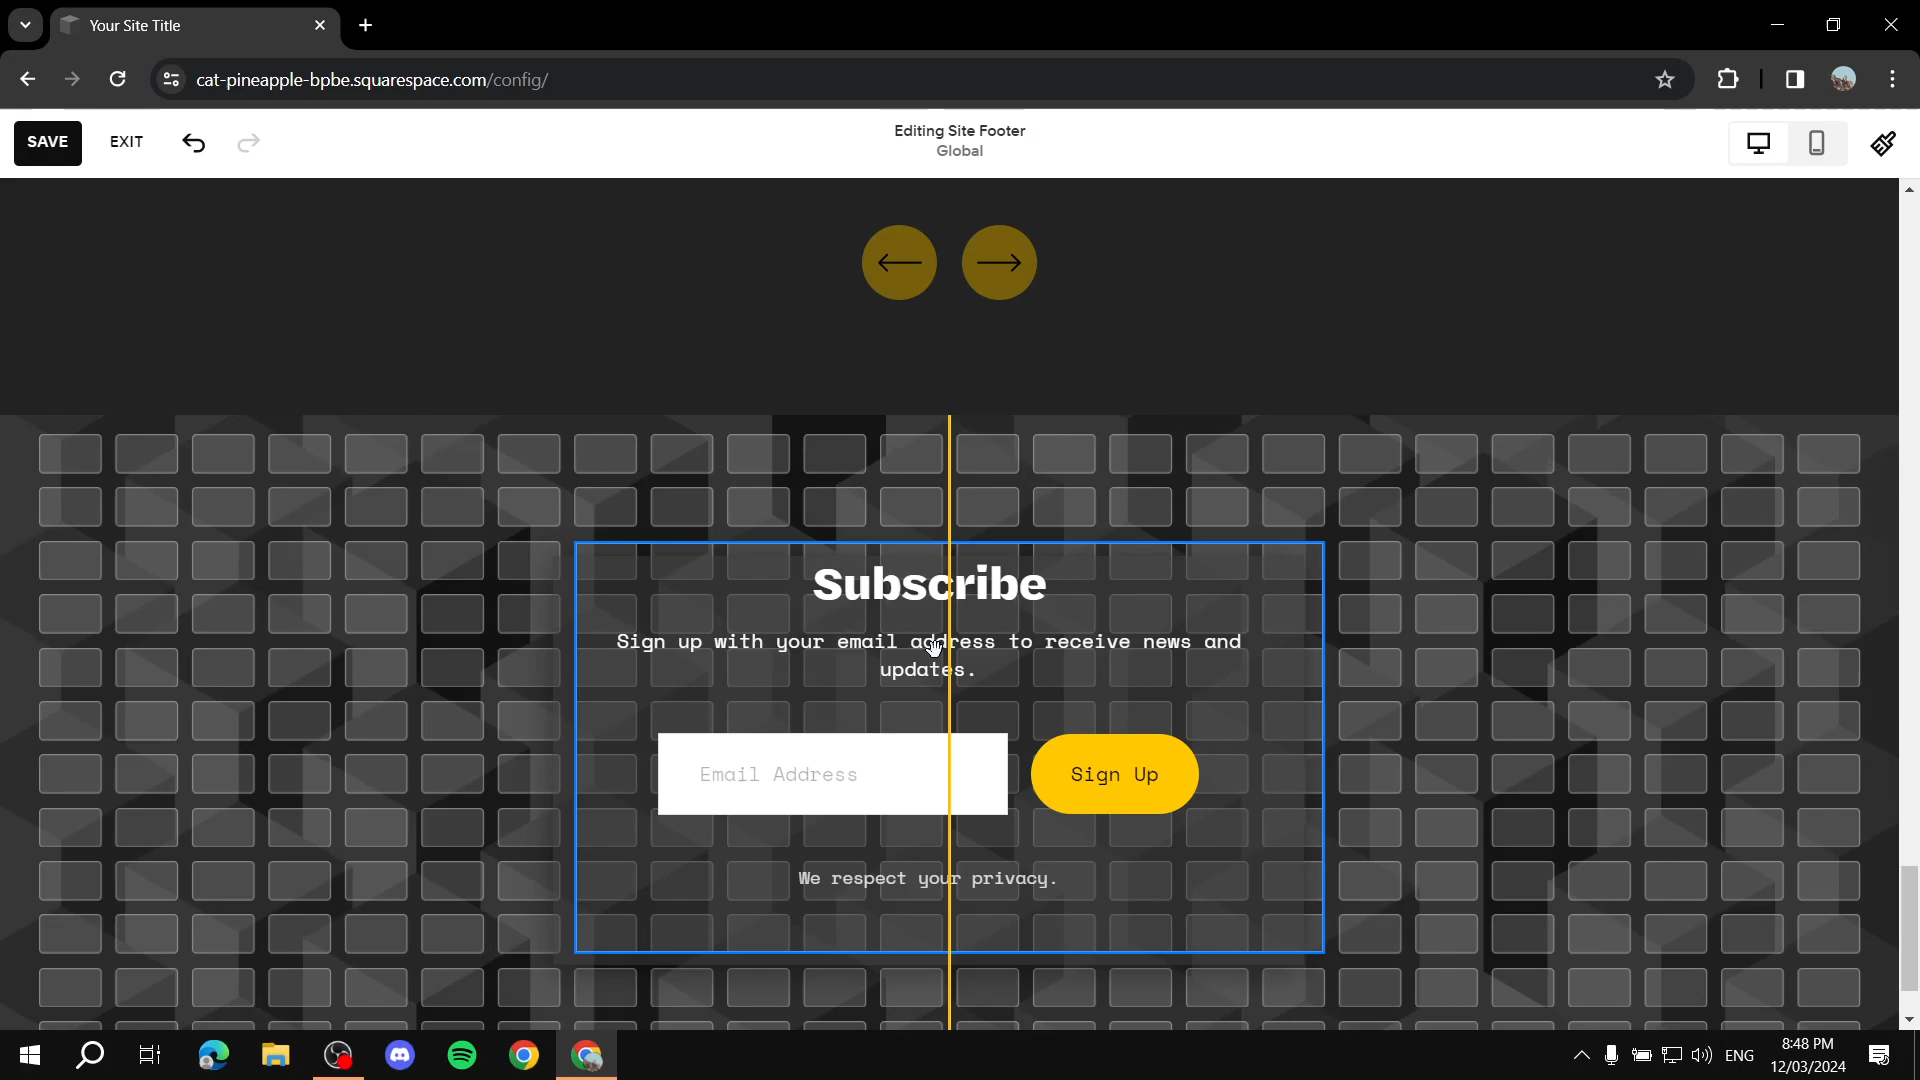 Your Site Title
cat-pineapple-bpbe.squarespace.com/config/
SAVE
EXIT
Editing Site Footer
Global
Subscribe
Sign up with your email address to receive news and
updates.
Email Address
Sign Up
We respect your privacy.
ENG
8:48 PM
12/03/2024